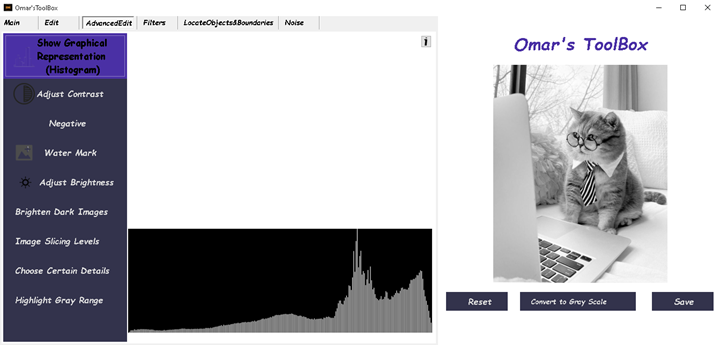 Omar'sToolBox
Main Edit AdvancedEdit Filters LocateObjects&Boundaries Noise
Show Graphical
Representation
(Histogram)
Adjust Contrast
Negative
Water Mark
Adjust Brightness
Brighten Dark Images
Image Slicing Levels
Choose Certain Details
Highlight Gray Range
Omar's ToolBox
Reset Convert to Gray Scale Save